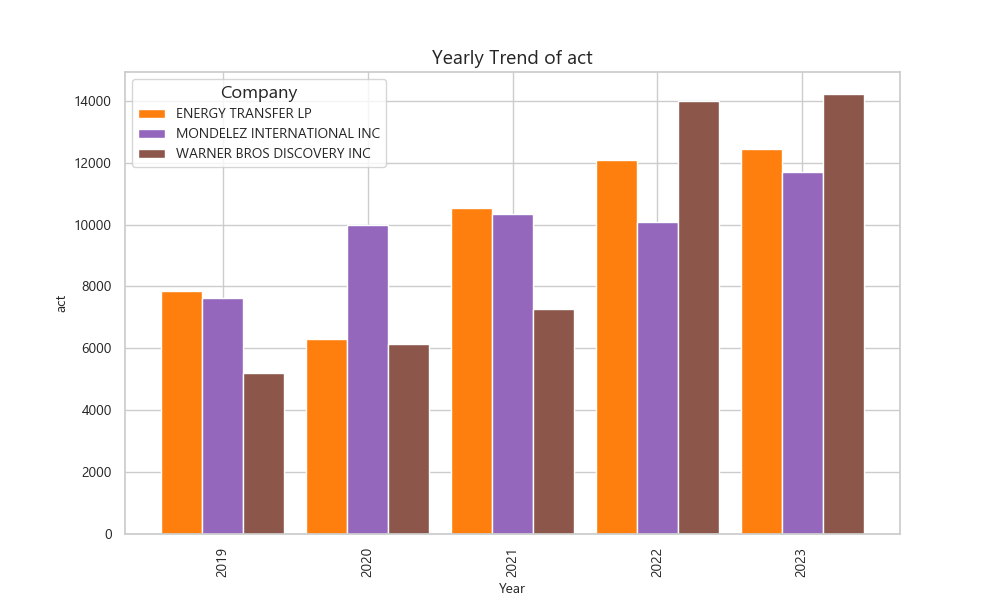 Yearly Trend of act
Company
ENERGY TRANSFER LP
MONDELEZ INTERNATIONAL INC
WARNER BROS DISCOVERY INC
14000
12000
10000
8000
6000
4000
2000
0
act
2019
2020
2021
2022
2023
Year